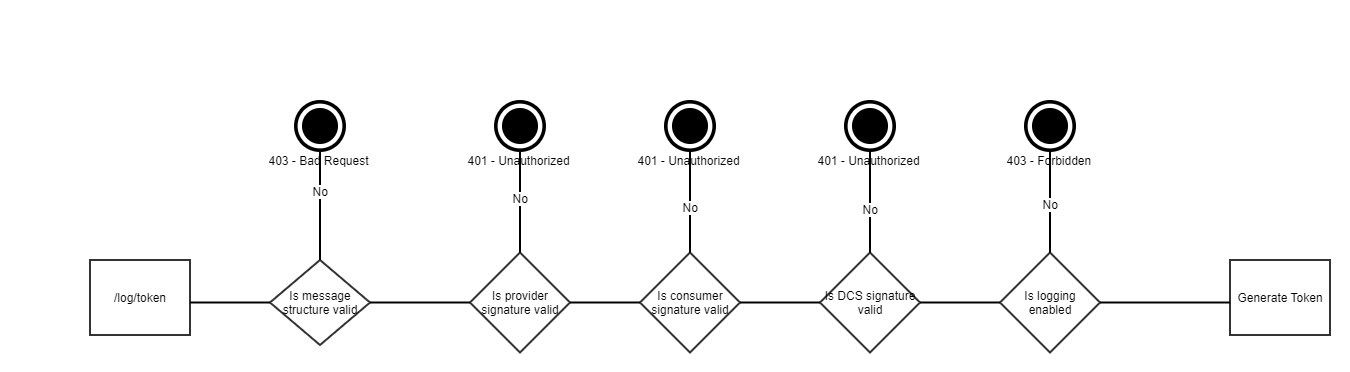 403 - Bad Request
401 - Unauthorized
401 - Unauthorized
401 - Unauthorized
403 - Forbidden
No
No
No
No
No
/log/token
Is message
structure valid
Is provider
signature valid
Is consumer
signature valid
Is DCS signature
valid
Is logging
enabled
Generate Token